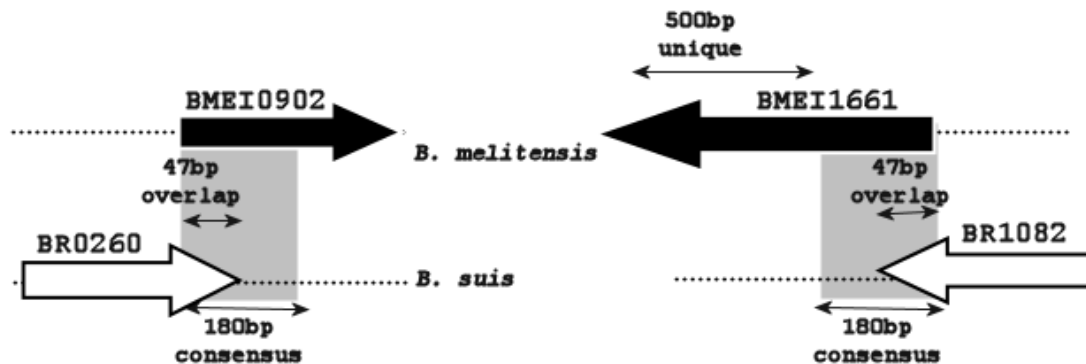 500bp
unique
BMEI0902
BMEI1661
B. melitensis
47bp
overlap
47bp
overlap
BR0260
BR1082
B. suis
180bp
consensus
180bp
consensus